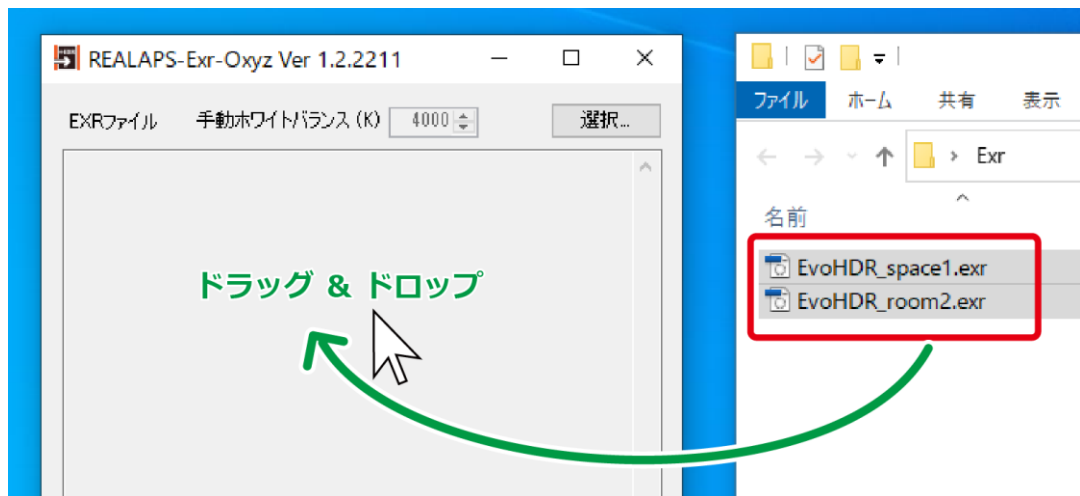 REALAPS-Exr-Oxyz Ver 1.2.2211
EXRファイル 手動ホワイトバランス (K) 4000 選択...
ドラッグ & ドロップ
ファイル ホーム 共有 表示
Exr
名前
EvoHDR_space1.exr
EvoHDR_room2.exr